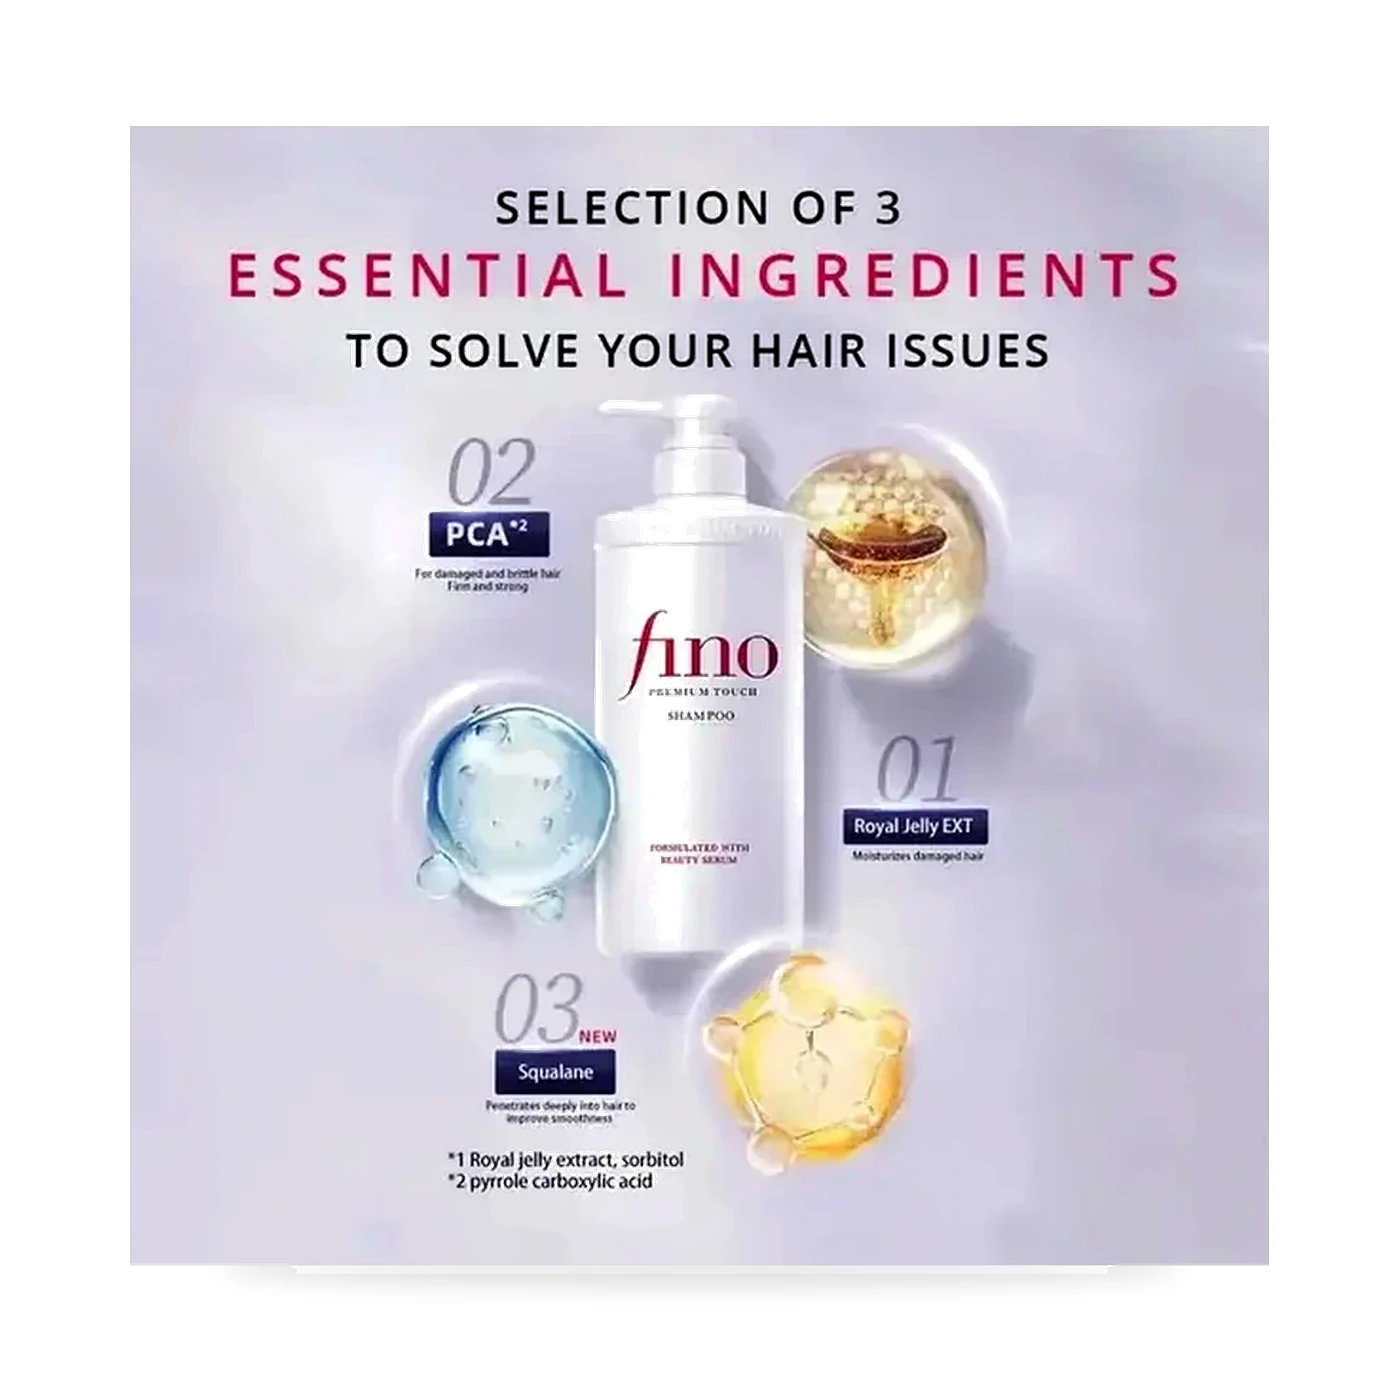 SELECTION OF 3
ESSENTIAL INGREDIENTS
TO SOLVE YOUR HAIR ISSUES
02
PCA*2
For damaged and brittle hair
Firm and strong
fino
PREMIUM TOUCH
SHAMPOO
FORMULATED WITH
BEAUTY SERUM
01
Royal Jelly EXT
Moisturizes damaged hair
03
NEW
Squalane
Penetrates deeply into hair to
improve smoothness
*1 Royal jelly extract, sorbitol
*2 pyrrole carboxylic acid